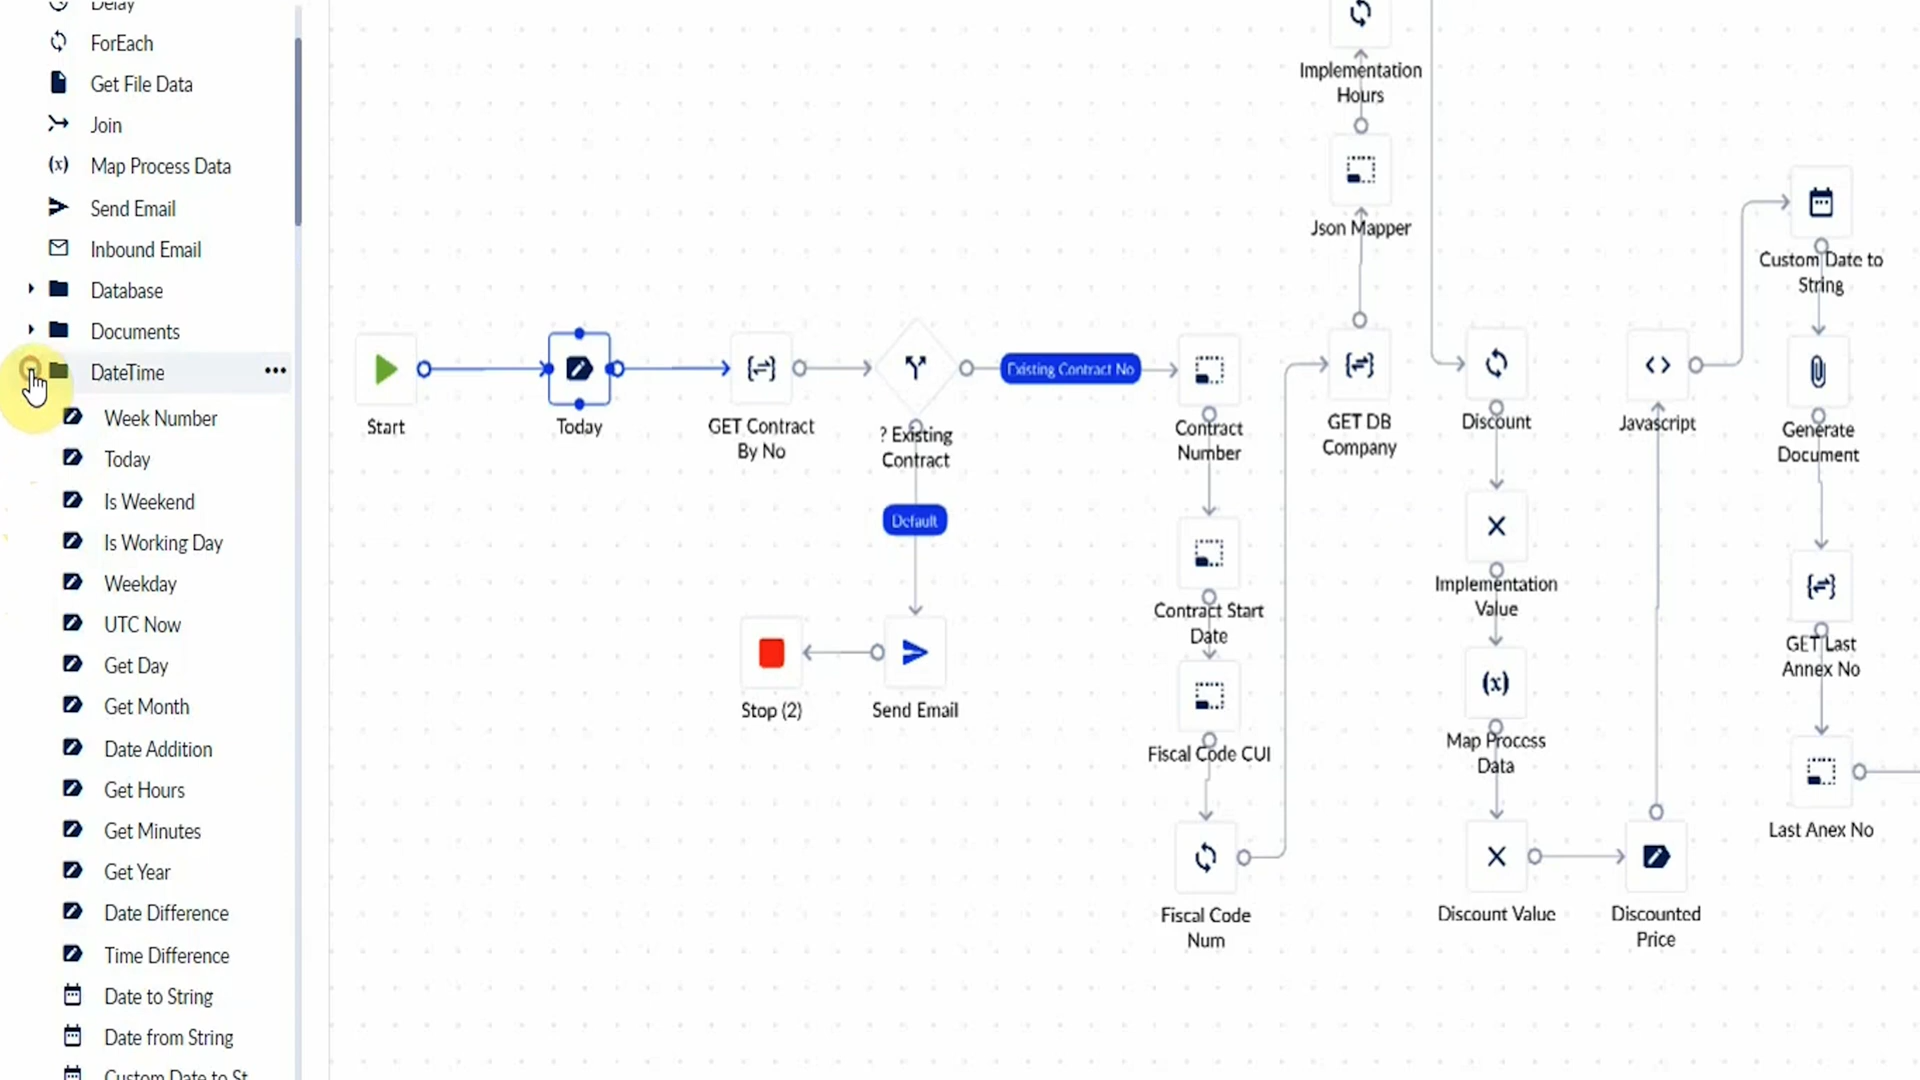 Delay
ForEach
Get File Data
Join
Map Process Data
Send Email
Inbound Email
Database
Documents
DateTime
Week Number
Today
Is Weekend
Is Working Day
Weekday
UTC Now
Get Day
Get Month
Date Addition
Get Hours
Get Minutes
Get Year
Date Difference
Time Difference
Date to String
Date from String
Custom Date to St
Start
Today
GET Contract
By No
? Existing
Contract
Default
Stop (2)
Send Email
Existing Contract No
Contract
Number
Contract Start
Date
Fiscal Code CUI
Fiscal Code
Num
Implementation
Hours
Json Mapper
GET DB
Company
Discount
Implementation
Value
Map Process
Data
Discount Value
Discounted
Price
Javascript
Custom Date to
String
Generate
Document
GET Last
Annex No
Last Anex No